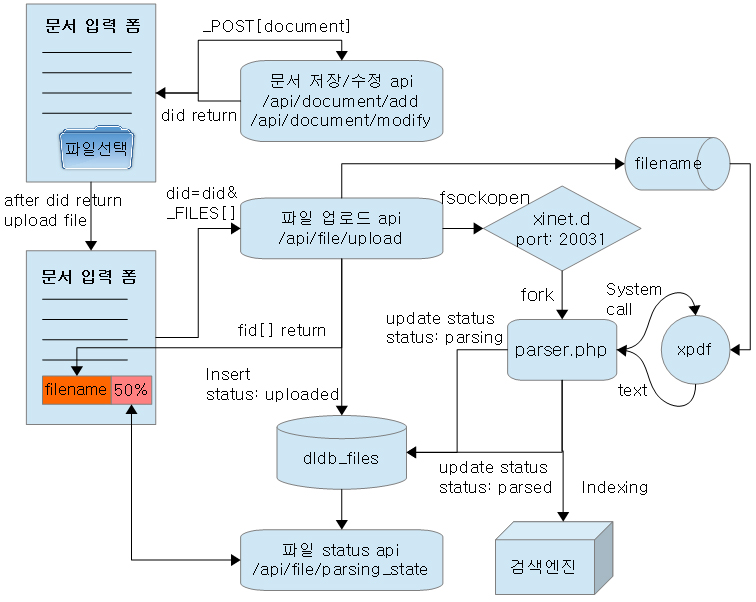 문서 입력 폼
파일선택
_POST[document]
did return
문서 저장/수정 api
/api/document/add
/api/document/modify
after did return
upload file
did=did&
_FILES[]
파일 업로드 api
/api/file/upload
fsockopen
filename
xinet.d
port: 20031
fork
문서 입력 폼
filename
50%
fid[] return
Insert
status: uploaded
update status
status: parsing
parser.php
System
call
xpdf
text
dldb_files
update status
status: parsed
Indexing
파일 status api
/api/file/parsing_state
검색엔진